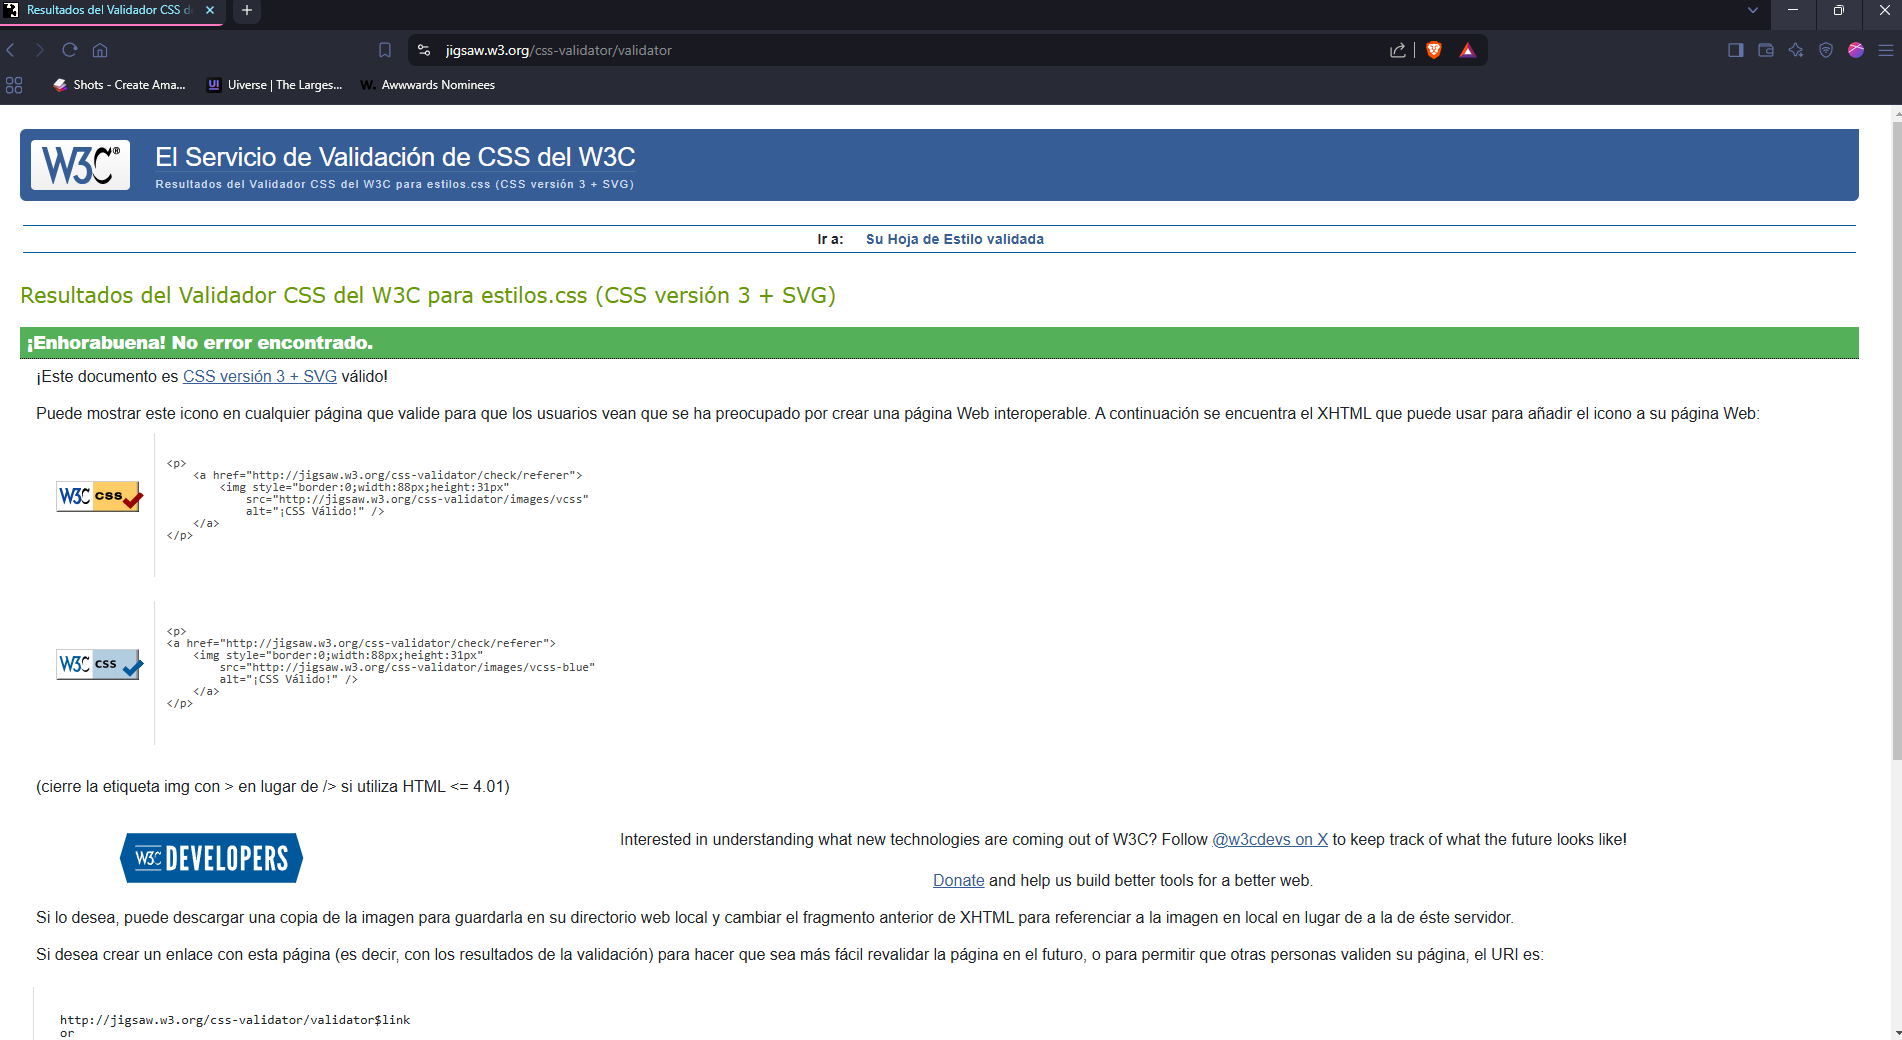 Resultados del Validador CSS d
jigsaw.w3.org/css-validator/validator
Shots - Create Ama...
UI Uiverse | The Larges...
W. Awwwards Nominees
W3C®
El Servicio de Validación de CSS del W3C
Resultados del Validador CSS del W3C para estilos.css (CSS versión 3 + SVG)
Ir a: Su Hoja de Estilo validada
Resultados del Validador CSS del W3C para estilos.css (CSS versión 3 + SVG)
¡Enhorabuena! No error encontrado.
¡Este documento es CSS versión 3 + SVG válido!
Puede mostrar este icono en cualquier página que valide para que los usuarios vean que se ha preocupado por crear una página Web interoperable. A continuación se encuentra el XHTML que puede usar para añadir el icono a su página Web:
W3C css
<p>
<a href="http://jigsaw.w3.org/css-validator/check/referer">
<img style="border:0;width:88px;height:31px"
src="http://jigsaw.w3.org/css-validator/images/vcss"
alt="¡CSS Válido!" />
</a>
</p>
W3C css
<p>
<a href="http://jigsaw.w3.org/css-validator/check/referer">
<img style="border:0;width:88px;height:31px"
src="http://jigsaw.w3.org/css-validator/images/vcss-blue"
alt="¡CSS Válido!" />
</a>
</p>
(cierre la etiqueta img con > en lugar de /> si utiliza HTML <= 4.01)
W3C DEVELOPERS
Interested in understanding what new technologies are coming out of W3C? Follow @w3cdevs on X to keep track of what the future looks like!
Donate and help us build better tools for a better web.
Si lo desea, puede descargar una copia de la imagen para guardarla en su directorio web local y cambiar el fragmento anterior de XHTML para referenciar a la imagen en local en lugar de a la de éste servidor.
Si desea crear un enlace con esta página (es decir, con los resultados de la validación) para hacer que sea más fácil revalidar la página en el futuro, o para permitir que otras personas validen su página, el URI es:
http://jigsaw.w3.org/css-validator/validator$link
or